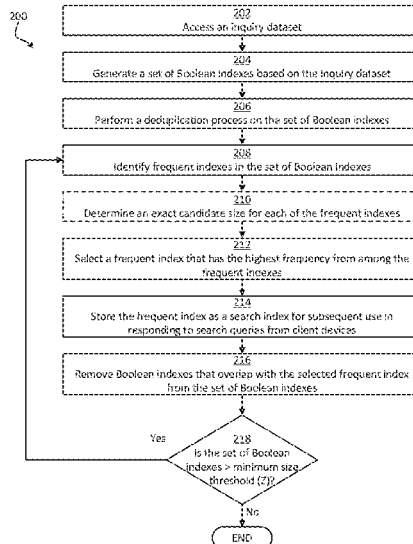 200
202
Access an inquiry dataset
204
Generate a set of Boolean indexes based on the inquiry dataset
206
Perform a deduplication process on the set of Boolean indexes
208
Identify frequent indexes in the set of Boolean indexes
210
Determine an exact candidate size for each of the frequent indexes
212
Select a frequent index that has the highest frequency from among the
frequent indexes
214
Store the frequent index as a search index for subsequent use in
responding to search queries from client devices
216
Remove Boolean indexes that overlap with the selected frequent index
from the set of Boolean indexes
Yes
218
Is the set of Boolean
indexes > minimum size
threshold (Z)?
No
END